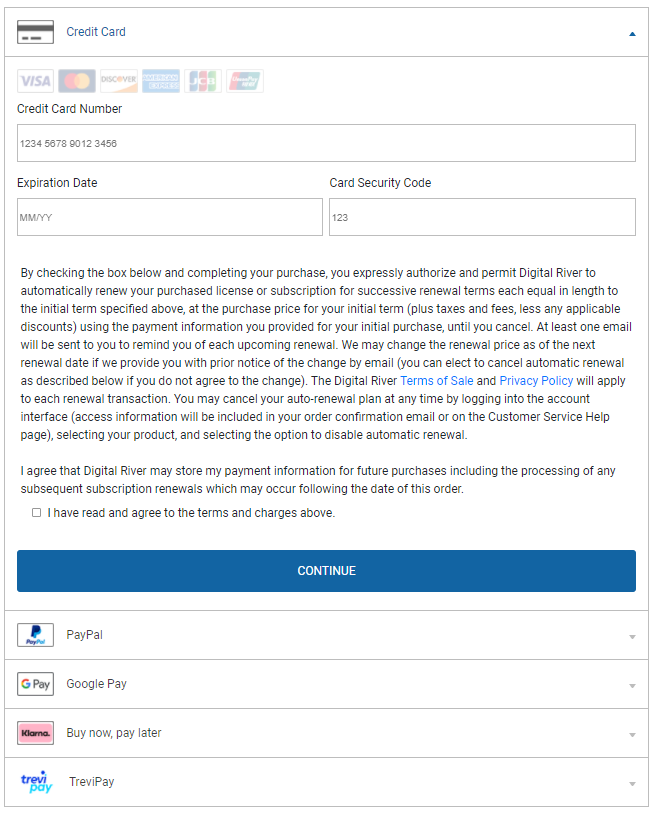 Credit Card
VISA DISCOVER AMERICAN EXPRESS JCB UnionPay
Credit Card Number
1234 5678 9012 3456
Expiration Date Card Security Code
MM/YY 123
By checking the box below and completing your purchase, you expressly authorize and permit Digital River to
automatically renew your purchased license or subscription for successive renewal terms each equal in length to
the initial term specified above, at the purchase price for your initial term (plus taxes and fees, less any applicable
discounts) using the payment information you provided for your initial purchase, until you cancel. At least one email
will be sent to you to remind you of each upcoming renewal. We may change the renewal price as of the next
renewal date if we provide you with prior notice of the change by email (you can elect to cancel automatic renewal
as described below if you do not agree to the change). The Digital River Terms of Sale and Privacy Policy will apply
to each renewal transaction. You may cancel your auto-renewal plan at any time by logging into the account
interface (access information will be included in your order confirmation email or on the Customer Service Help
page), selecting your product, and selecting the option to disable automatic renewal.
I agree that Digital River may store my payment information for future purchases including the processing of any
subsequent subscription renewals which may occur following the date of this order.
I have read and agree to the terms and charges above.
CONTINUE
PayPal PayPal
G Pay Google Pay
Klarna. Buy now, pay later
trevi pay TreviPay